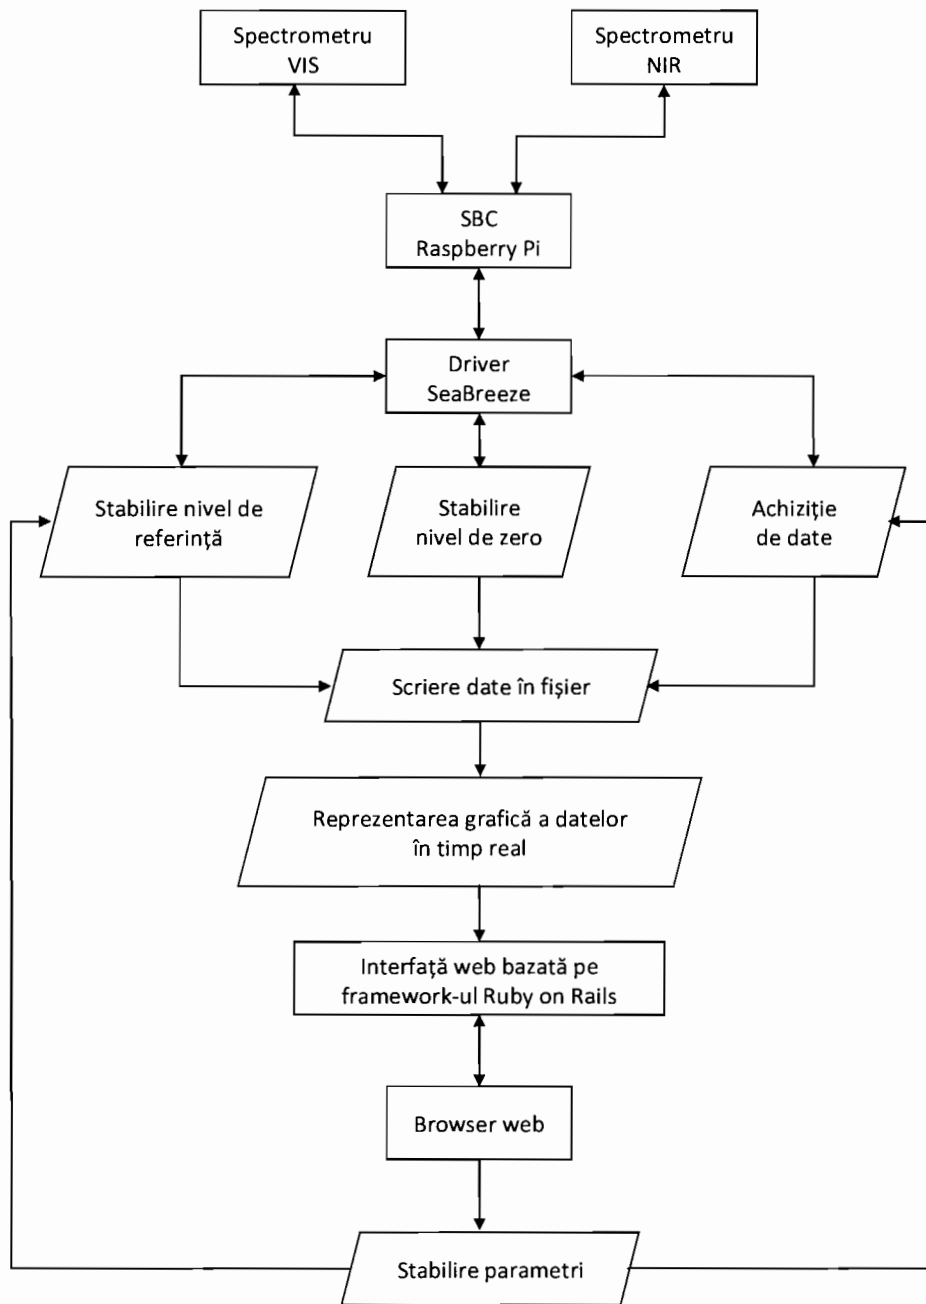 Spectrometru
VIS
Spectrometru
NIR
SBC
Raspberry Pi
Driver
SeaBreeze
Stabilire nivel de
referință
Stabilire
nivel de zero
Achiziție
de date
Scriere date în fișier
Reprezentarea grafică a datelor
în timp real
Interfață web bazată pe
framework-ul Ruby on Rails
Browser web
Stabilire parametri